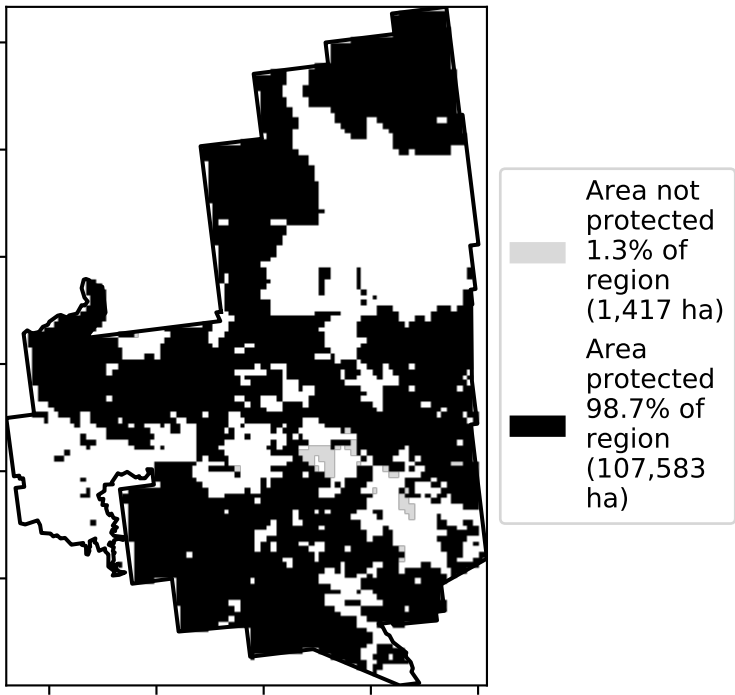 Area not
protected
1.3% of
region
(1,417 ha)
Area
protected
98.7% of
region
(107,583
ha)